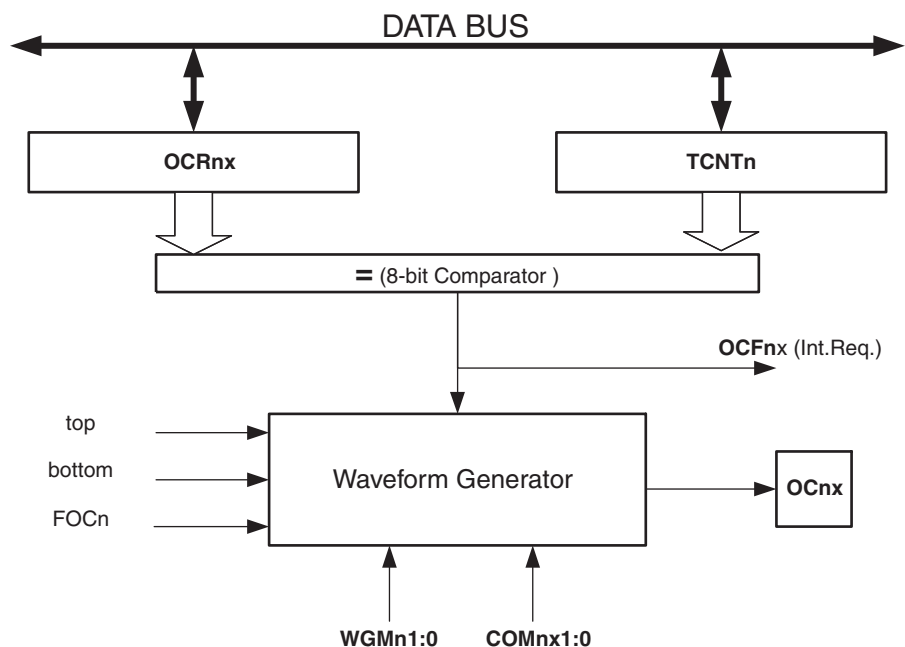 DATA BUS
OCRnx
TCNTn
= (8-bit Comparator )
OCFnx (Int.Req.)
top
bottom
FOCn
Waveform Generator
OCnx
WGMn1:0
COMnx1:0